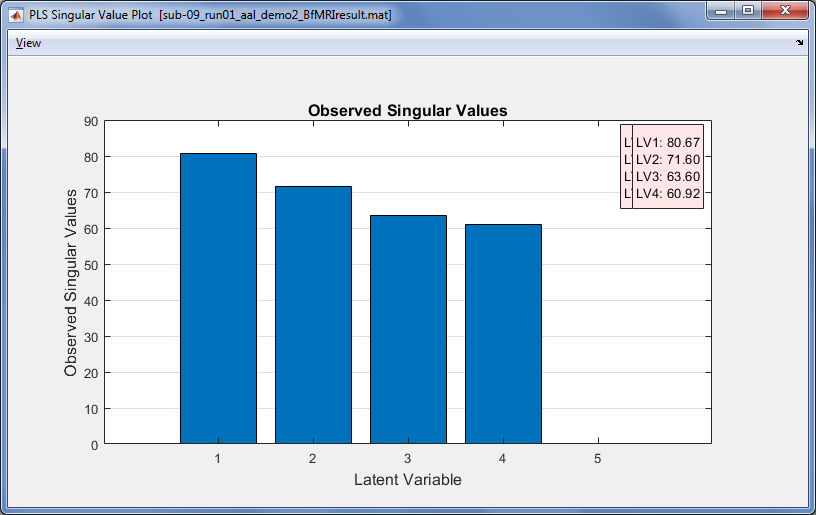 PLS Singular Value Plot [sub-09_run01_aal_demo2_BfMRIresult.mat]
View
Observed Singular Values
90
80
70
60
50
40
30
20
10
0
Observed Singular Values
LV1: 80.67
LV2: 71.60
LV3: 63.60
LV4: 60.92
1 2 3 4 5
Latent Variable